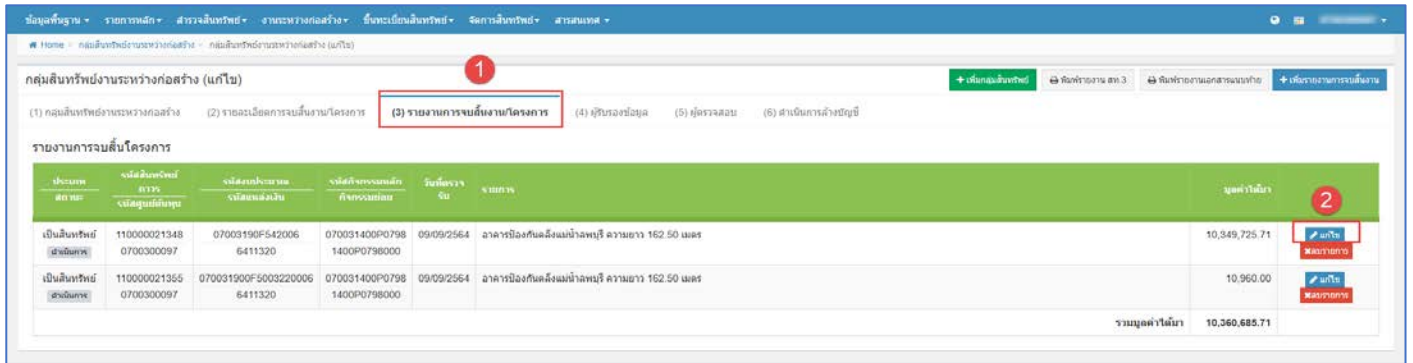 ข้อมูลพื้นฐาน รายการหลัก สำรวจสินทรัพย์ งานระหว่างก่อสร้าง ขึ้นทะเบียนสินทรัพย์ จัดการสินทรัพย์ สารสนเทศ
Home กลุ่มสินทรัพย์งานระหว่างก่อสร้าง กลุ่มสินทรัพย์งานระหว่างก่อสร้าง (แก้ไข)
1
กลุ่มสินทรัพย์งานระหว่างก่อสร้าง (แก้ไข)
+ เพิ่มกลุ่มสินทรัพย์ พิมพ์รายงาน สท.3 พิมพ์รายงานเอกสารแนบท้าย + เพิ่มรายงานการจบสิ้นงาน
(1) กลุ่มสินทรัพย์งานระหว่างก่อสร้าง (2) รายละเอียดการจบสิ้นงาน/โครงการ (3) รายงานการจบสิ้นงาน/โครงการ (4) ผู้รับรองข้อมูล (5) ผู้ตรวจสอบ (6) ดำเนินการล้างบัญชี
รายงานการจบสิ้นโครงการ
ประเภท รหัสสินทรัพย์ถาวร รหัสงบประมาณ รหัสกิจกรรมหลัก วันที่ตรวจรับ รายการ มูลค่าได้มา
สถานะ รหัสศูนย์ต้นทุน รหัสแหล่งเงิน กิจกรรมย่อย
2
เป็นสินทรัพย์ 110000021348 07003190F542006 070031400P0798 09/09/2564 อาคารป้องกันตลิ่งแม่น้ำลพบุรี ความยาว 162.50 เมตร 10,349,725.71 แก้ไข
ดำเนินการ 0700300097 6411320 1400P0798000 ลบรายการ
เป็นสินทรัพย์ 110000021355 070031900F5003220006 070031400P0798 09/09/2564 อาคารป้องกันตลิ่งแม่น้ำลพบุรี ความยาว 162.50 เมตร 10,960.00 แก้ไข
ดำเนินการ 0700300097 6411320 1400P0798000 ลบรายการ
รวมมูลค่าได้มา 10,360,685.71